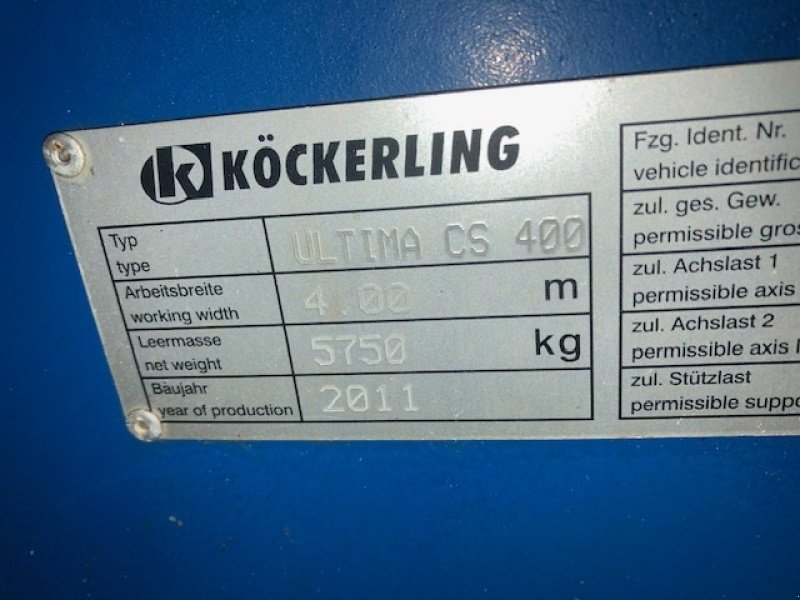 KÖCKERLING
Typ
type
ULTIMA CS 400
Arbeitsbreite
working width
4.00 m
Leermasse
net weight
5750 kg
Baujahr
year of production
2011
Fzg. Ident. Nr.
vehicle identific
zul. ges. Gew.
permissible gros
zul. Achslast 1
permissible axis
zul. Achslast 2
permissible axis
zul. Stützlast
permissible suppo